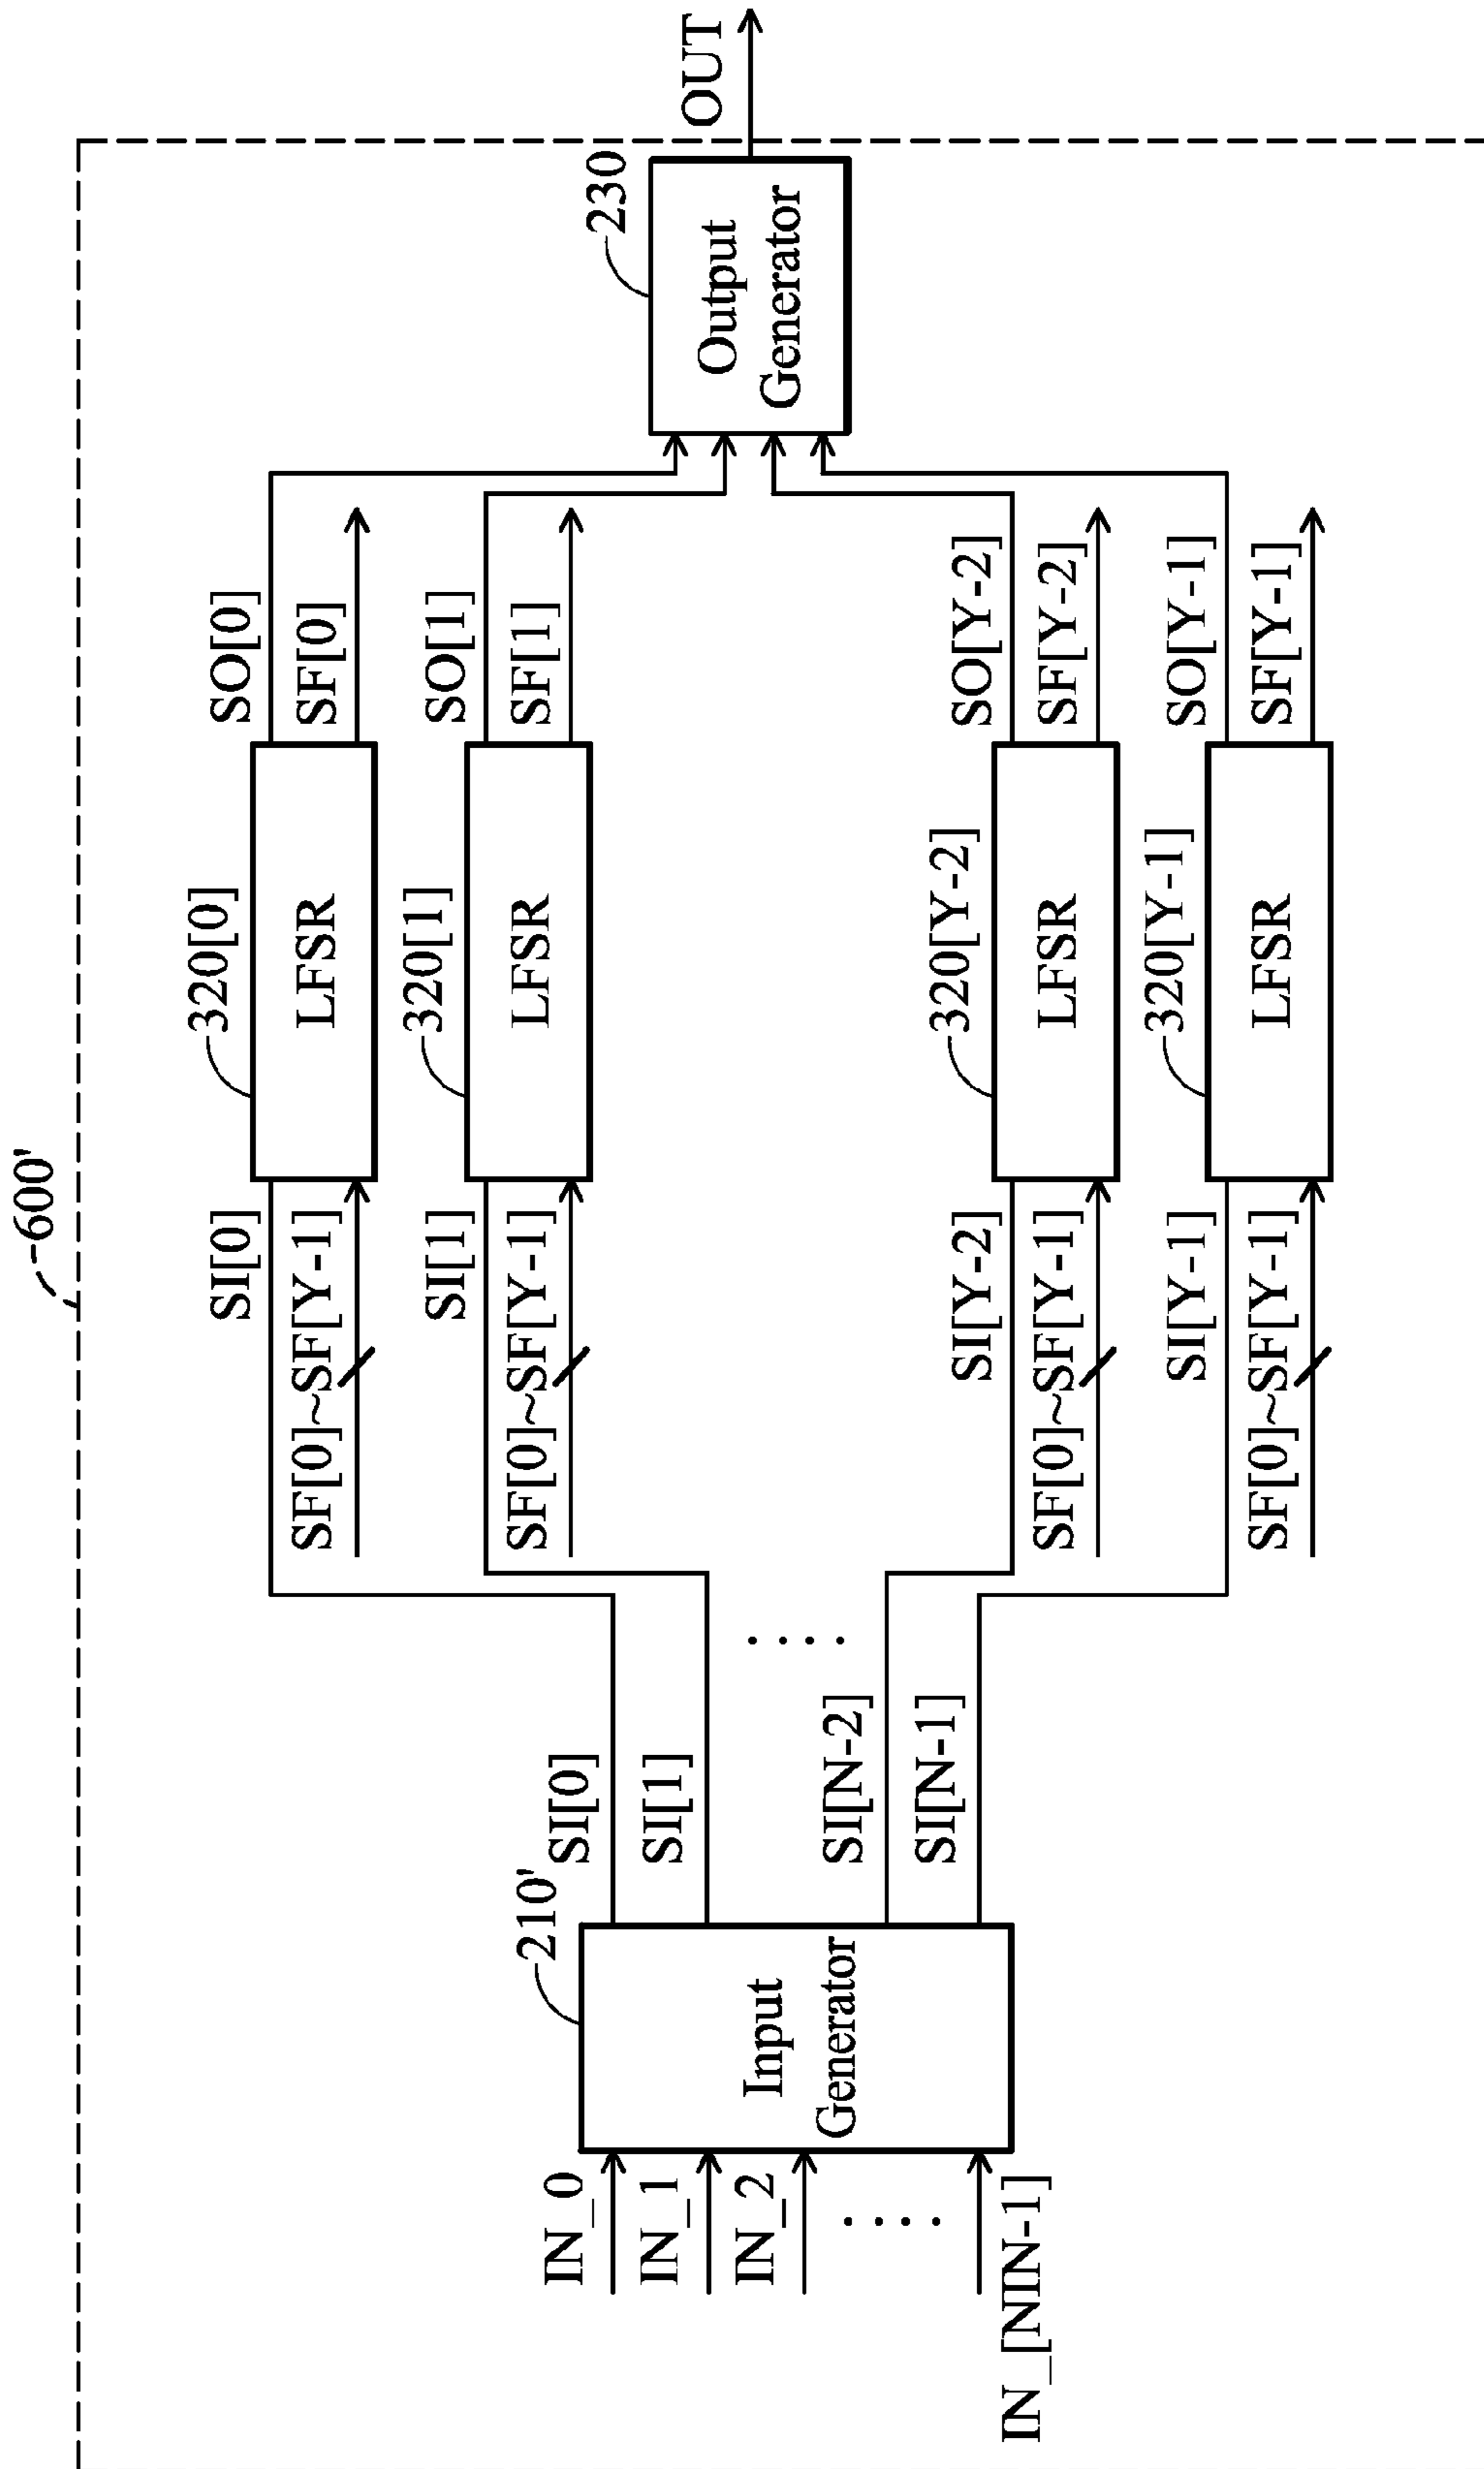 600'
IN_0
IN_1
IN_2
....
IN_[NIN-1]
210'
Input
Generator
SI[0]
SI[1]
....
SI[N-2]
SI[N-1]
SI[0]
SF[0]~SF[Y-1]
320[0]
LFSR
SO[0]
SF[0]
SI[1]
SF[0]~SF[Y-1]
320[1]
LFSR
SO[1]
SF[1]
SI[Y-2]
SF[0]~SF[Y-1]
320[Y-2]
LFSR
SO[Y-2]
SF[Y-2]
SI[Y-1]
SF[0]~SF[Y-1]
320[Y-1]
LFSR
SO[Y-1]
SF[Y-1]
230
Output
Generator
OUT